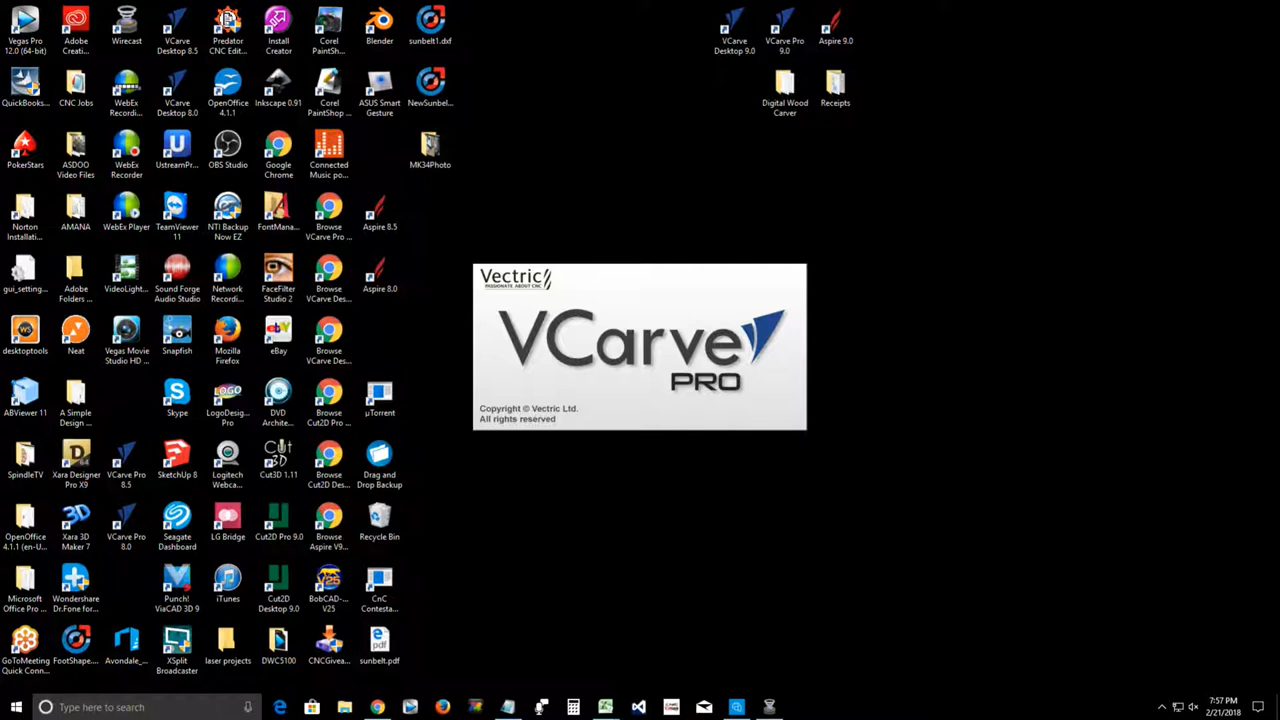 Vegas Pro
12.0 (64-bit)
Adobe
Creati...
Wirecast
VCarve
Desktop 8.5
Predator
CNC Edit...
Install
Creator
Corel
PaintSh...
Blender
sunbelt1.dxf
VCarve
Desktop 9.0
VCarve Pro
9.0
Aspire 9.0
QuickBooks...
CNC Jobs
WebEx
Recordi...
VCarve
Desktop 8.0
OpenOffice
4.1.1
Inkscape 0.91
Corel
PaintShop ...
ASUS Smart
Gesture
NewSunbel...
Digital Wood
Carver
Receipts
PokerStars
ASDOO
Video Files
WebEx
Recorder
UstreamPr...
OBS Studio
Google
Chrome
Connected
Music po...
MK34Photo
Norton
Installati...
AMANA
WebEx Player
TeamViewer
11
NTI Backup
Now EZ
FontMana...
Browse
VCarve Pro ...
Aspire 8.5
gui_setting...
Adobe
Folders ...
VideoLight...
Sound Forge
Audio Studio
Network
Recordi...
FaceFilter
Studio 2
Browse
VCarve Des...
Aspire 8.0
Vectric
PASSIONATE ABOUT CNC
VCarve
PRO
Copyright © Vectric Ltd.
All rights reserved
desktoptools
Neat
Vegas Movie
Studio HD ...
Snapfish
Mozilla
Firefox
eBay
Browse
VCarve Des...
ABViewer 11
A Simple
Design ...
Skype
LogoDesig...
Pro
DVD
Archite...
Browse
Cut2D Pro ...
µTorrent
SpindleTV
Xara Designer
Pro X9
VCarve Pro
8.5
SketchUp 8
Logitech
Webca...
Cut3D 1.11
Browse
Cut2D Des...
Drag and
Drop Backup
OpenOffice
4.1.1 (en-U...
Xara 3D
Maker 7
VCarve Pro
8.0
Seagate
Dashboard
LG Bridge
Cut2D Pro 9.0
Browse
Aspire V9...
Recycle Bin
Microsoft
Office Pro ...
Wondershare
Dr.Fone for...
Punch!
ViaCAD 3D 9
iTunes
Cut2D
Desktop 9.0
BobCAD-...
V25
CnC
Contesta...
GoToMeeting
Quick Conn...
FootShape....
Avondale_...
XSplit
Broadcaster
laser projects
DWC5100
CNCGivea...
sunbelt.pdf
Type here to search
7:57 PM
2/21/2018